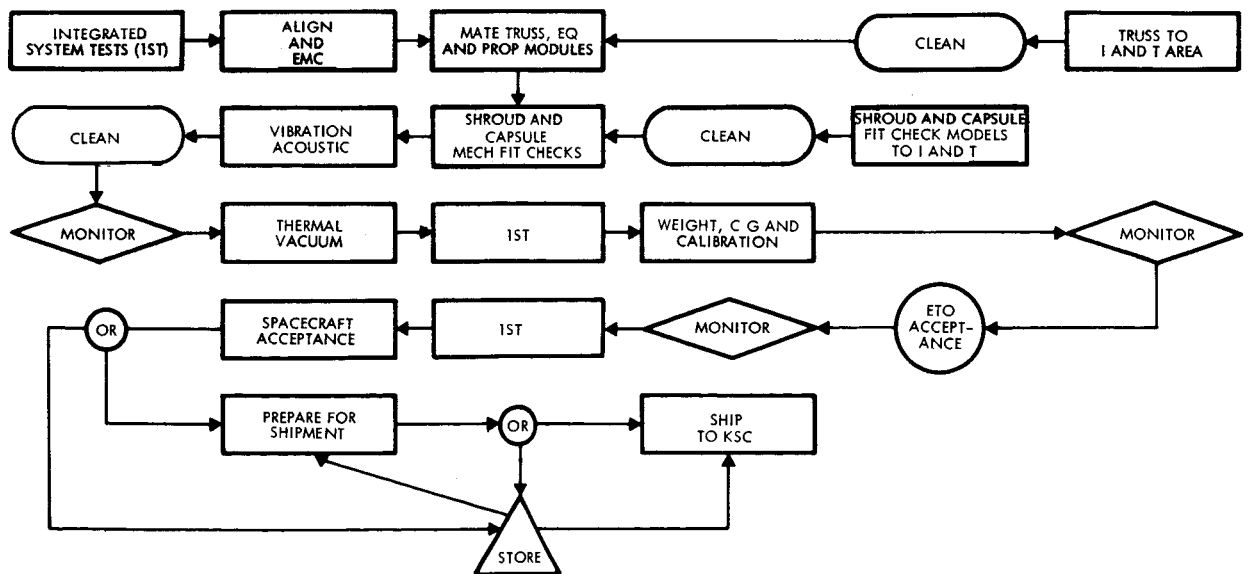 INTEGRATED
SYSTEM TESTS (1ST)
ALIGN
AND
EMC
MATE TRUSS, EQ
AND PROP MODULES
CLEAN
TRUSS TO
I AND T AREA
CLEAN
VIBRATION
ACOUSTIC
SHROUD AND
CAPSULE
MECH FIT CHECKS
CLEAN
SHROUD AND CAPSULE
FIT CHECK MODELS
TO I AND T
MONITOR
THERMAL
VACUUM
1ST
WEIGHT, C G AND
CALIBRATION
MONITOR
OR
SPACECRAFT
ACCEPTANCE
1ST
MONITOR
ETO
ACCEPT-
ANCE
PREPARE FOR
SHIPMENT
OR
SHIP
TO KSC
STORE